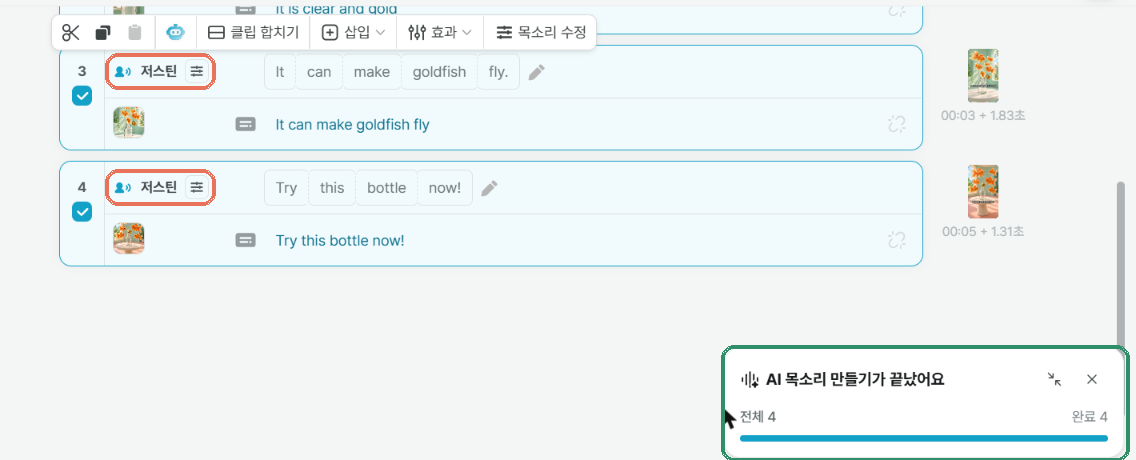 It is clear and gold
클립 합치기 삽입 효과 목소리 수정
3 저스틴 It can make goldfish fly.
It can make goldfish fly
00:03 + 1.83초
4 저스틴 Try this bottle now!
Try this bottle now!
00:05 + 1.31초
AI 목소리 만들기가 끝났어요
전체 4 완료 4